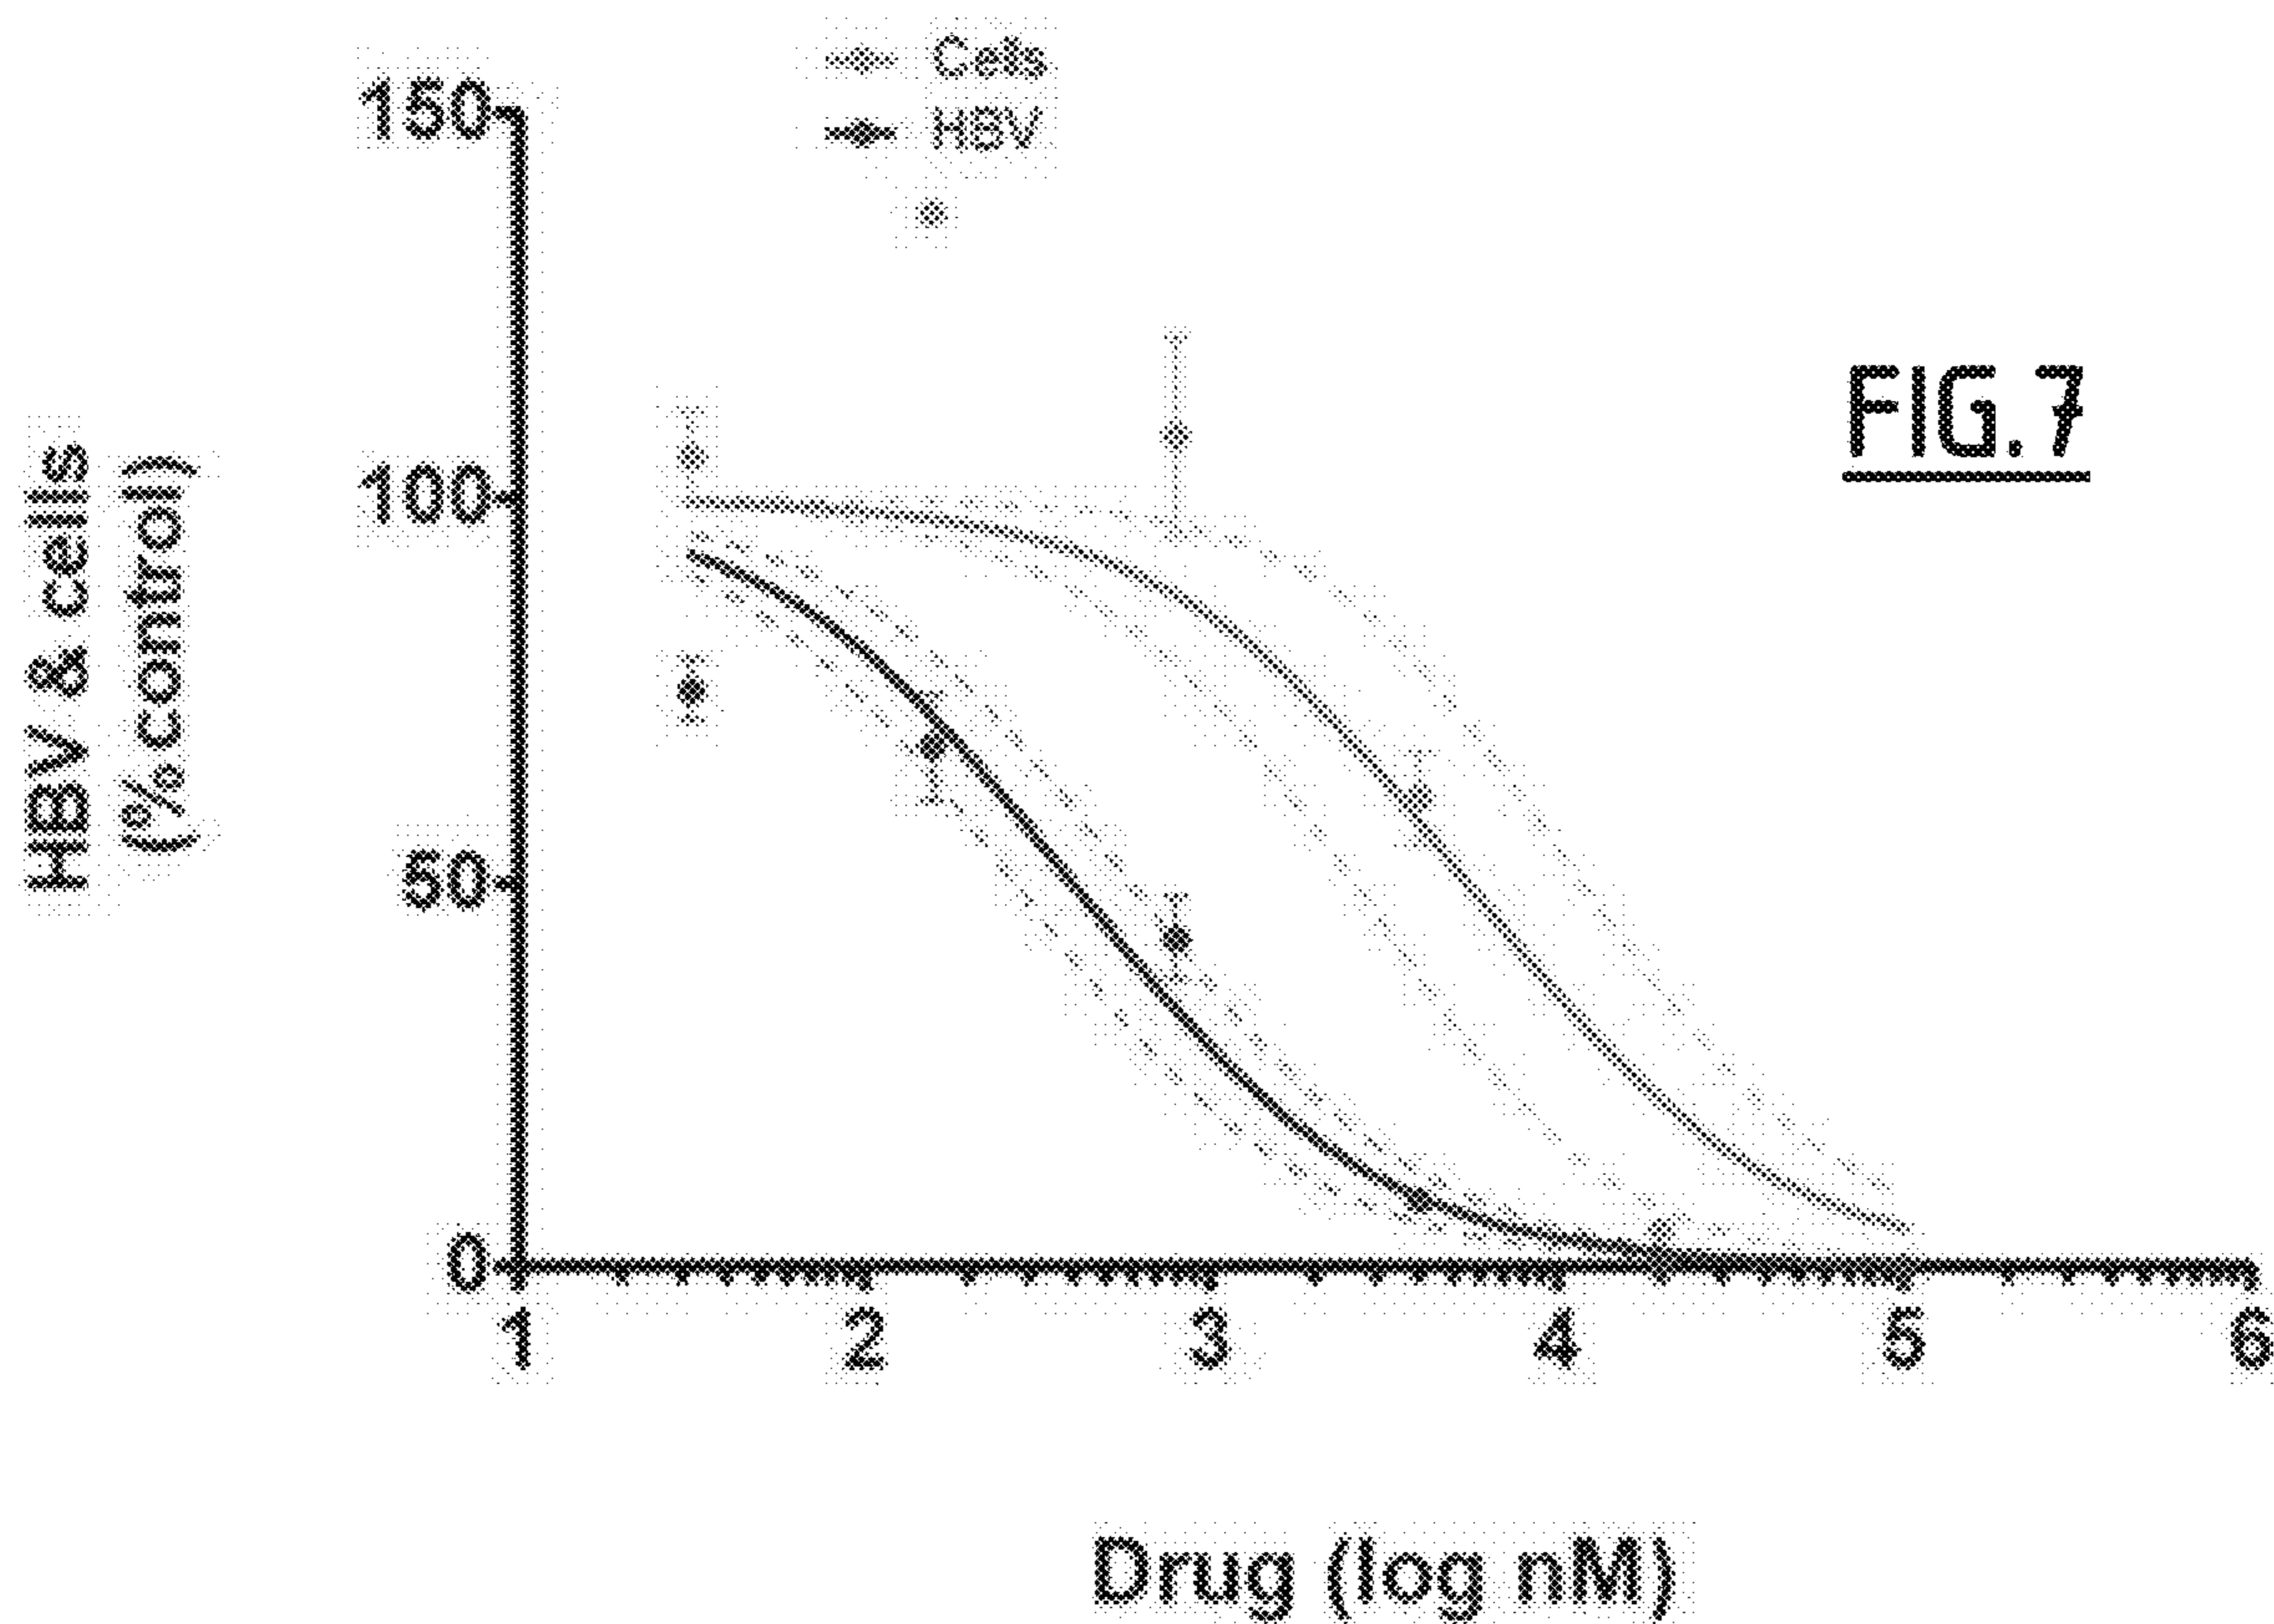 Cells
HBV
150
100
50
0
HBV & cells
(% control)
FIG.7
1 2 3 4 5 6
Drug (log nM)